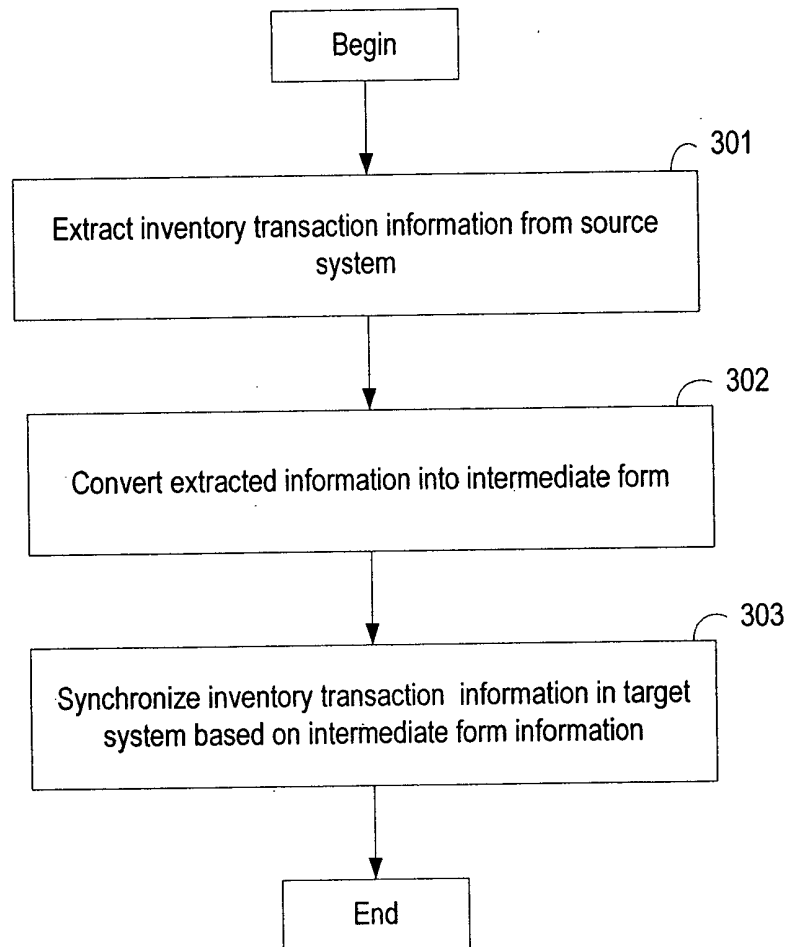 Begin
301
Extract inventory transaction information from source
system
302
Convert extracted information into intermediate form
303
Synchronize inventory transaction information in target
system based on intermediate form information
End